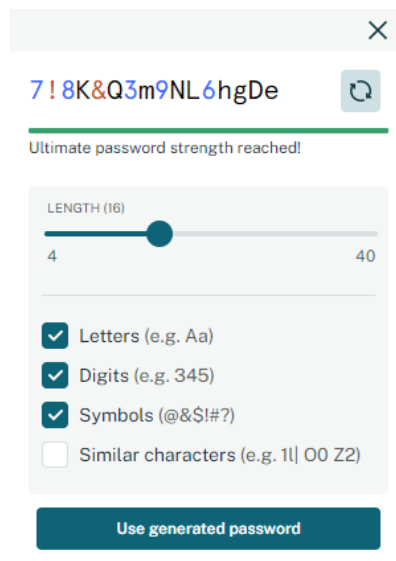 7!8K&Q3m9NL6hgDe
Ultimate password strength reached!
LENGTH (16)
4 40
Letters (e.g. Aa)
Digits (e.g. 345)
Symbols (@&$!#?)
Similar characters (e.g. 1l| O0 Z2)
Use generated password